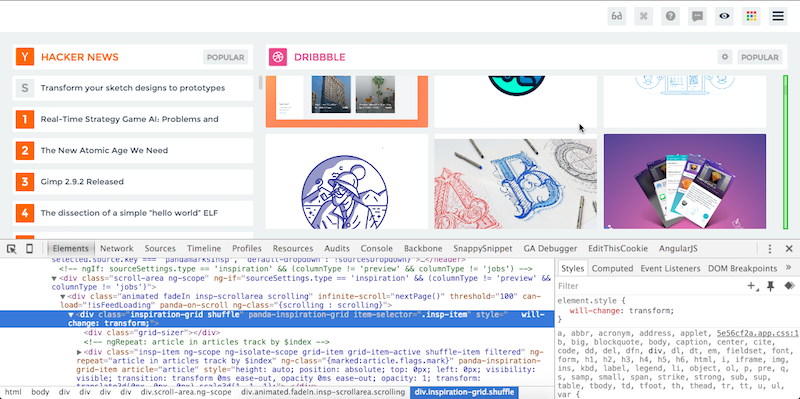 HACKER NEWS
POPULAR
DRIBBBLE
POPULAR
S Transform your sketch designs to prototypes
1 Real-Time Strategy Game AI: Problems and
2 The New Atomic Age We Need
3 Gimp 2.9.2 Released
4 The dissection of a simple “hello world” ELF
Elements Network Sources Timeline Profiles Resources Audits Console Backbone SnappySnippet GA Debugger EditThisCookie AngularJS
<!-- ngIf: sourceSettings.type == 'inspiration' && (columnType != 'preview' && columnType != 'jobs') -->
▼<div class="scroll-area ng-scope" ng-if="sourceSettings.type == 'inspiration' && (columnType != 'preview' &&
columnType != 'jobs')">
▼<div class="animated fadeIn insp-scrollarea scrolling" infinite-scroll="nextPage()" threshold="100" can-
load="!isFeedLoading" panda-on-scroll ng-class="{scrolling : scrolling}">
▼<div class="inspiration-grid shuffle" panda-inspiration-grid item-selector=".insp-item" style="will-
change: transform;">
<div class="grid-sizer"></div>
<!-- ngRepeat: article in articles track by $index -->
▶<div class="insp-item ng-scope ng-isolate-scope grid-item grid-item-active shuffle-item filtered" ng-
repeat="article in articles track by $index" ng-class="{marked:article.flags.mark}" panda-inspiration-
grid-item article="article" style="height: auto; position: absolute; top: 0px; left: 0px;
visibility: visible; transition: transform 0ms ease-out, opacity 0ms ease-out; opacity: 1; transform:
html body div div div div div.scroll-area.ng-scope div.animated.fadeIn.insp-scrollarea.scrolling div.inspiration-grid.shuffle
Styles Computed Event Listeners DOM Breakpoints »
Filter
element.style {
will-change: transform;
}
a, abbr, acronym, address, applet, 5e56cf2a.app.css:1
b, big, blockquote, body, caption, center, cite,
code, dd, del, dfn, div, dl, dt, em, fieldset, font,
form, h1, h2, h3, h4, h5, h6, html, i, iframe, img,
ins, kbd, label, legend, li, object, ol, p, pre, q,
s, samp, small, span, strike, strong, sub, sup,
table, tbody, td, tfoot, th, thead, tr, tt, u, ul,
var {